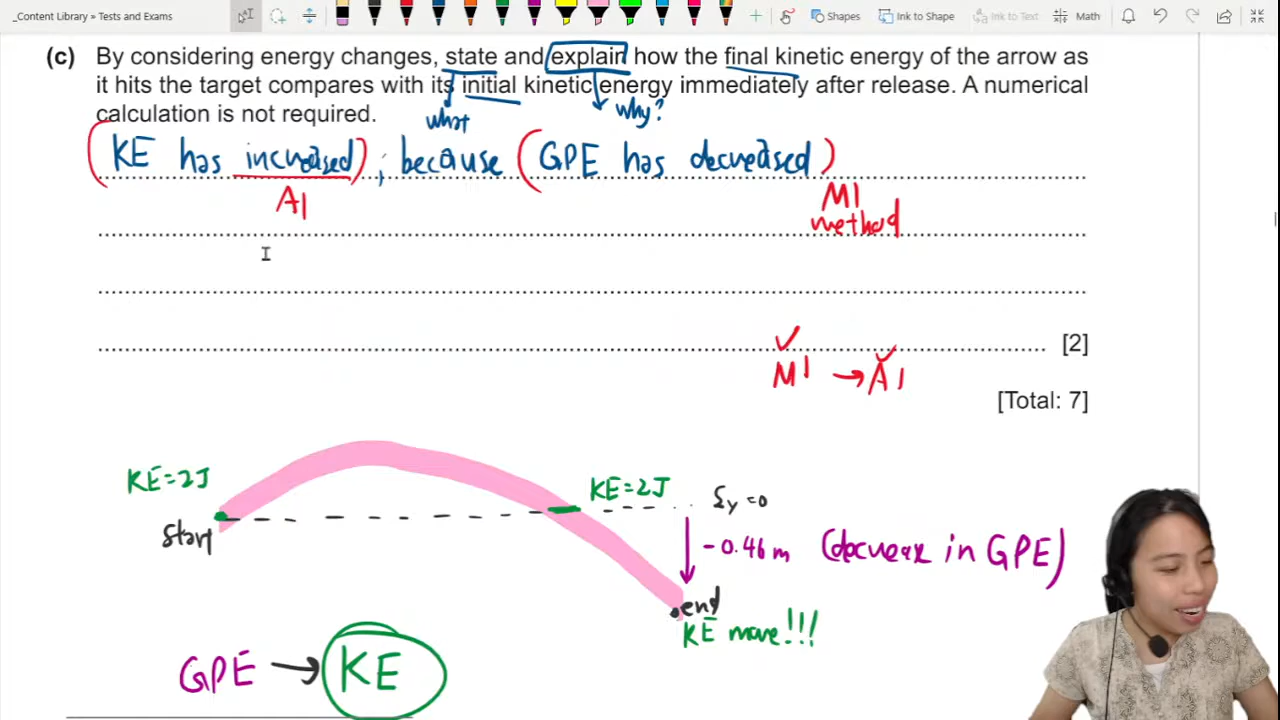 _Content Library » Tests and Exams
Shapes
Ink to Shape
Ink to Text
Math
(c) By considering energy changes, state and explain how the final kinetic energy of the arrow as
it hits the target compares with its initial kinetic energy immediately after release. A numerical
calculation is not required.
what
why?
(KE has increased); because (GPE has decreased)
A1
M1
method
[2]
M1 → A1
[Total: 7]
KE=2J
KE=2J
Sy=0
start
-0.46m (decrease in GPE)
end
KE more!!!
GPE → KE